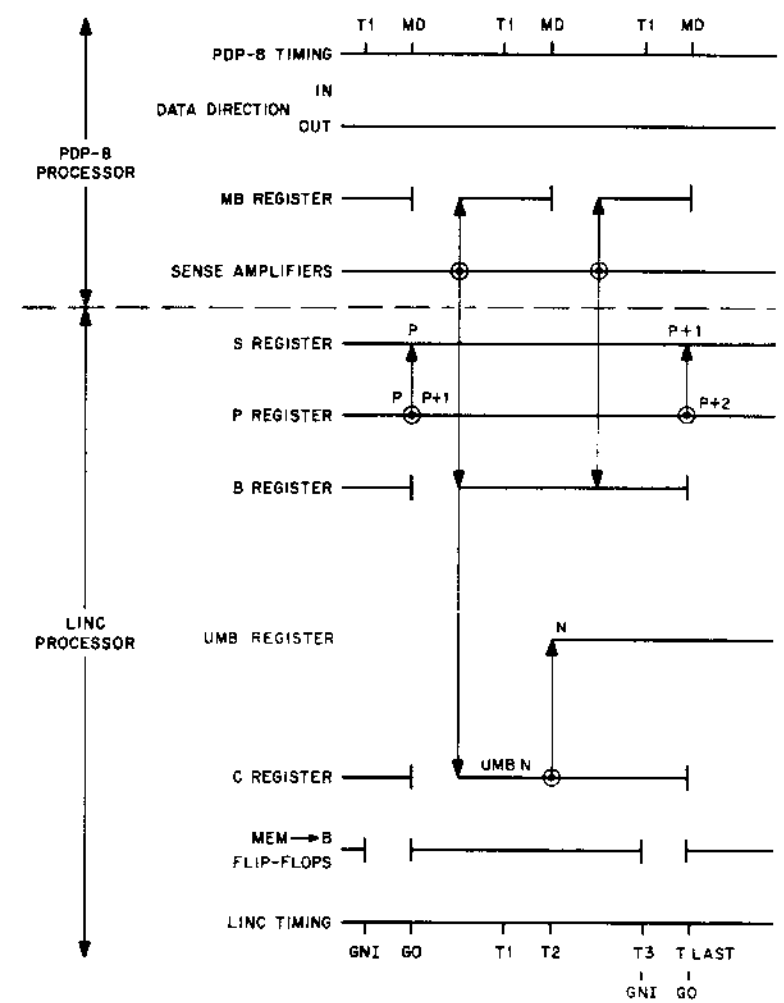 T1 MD T1 MD T1 MD
PDP-8 TIMING
IN
DATA DIRECTION
OUT
PDP-8
PROCESSOR
MB REGISTER
SENSE AMPLIFIERS
P P+1
S REGISTER
P P+1 P+2
P REGISTER
B REGISTER
LINC
PROCESSOR
N
UMB REGISTER
UMB N
C REGISTER
MEM→B
FLIP-FLOPS
LINC TIMING
GNI GO T1 T2 T3 T LAST
GNI GO